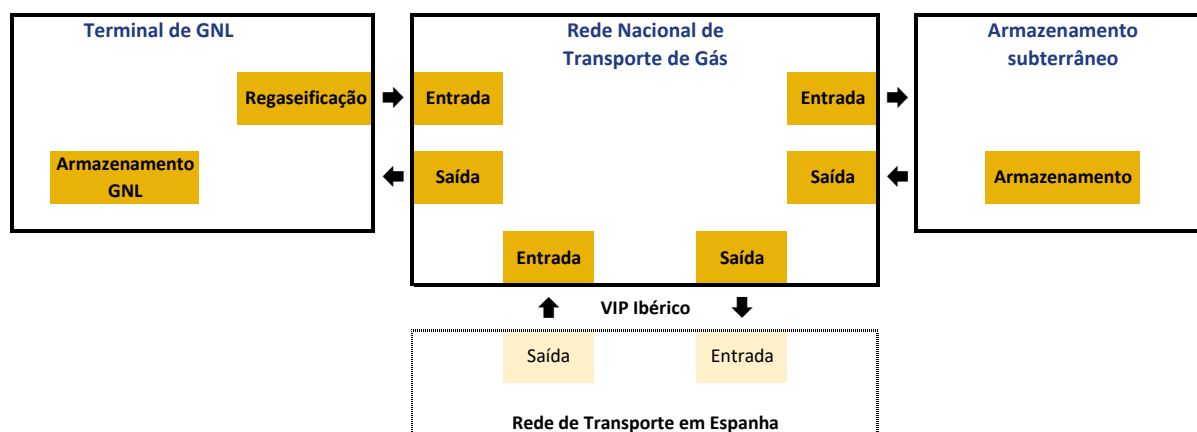 Terminal de GNL
Rede Nacional de
Transporte de Gás
Armazenamento
subterrâneo
Regaseificação
Entrada
Entrada
Armazenamento
GNL
Saída
Saída
Armazenamento
Entrada
Saída
VIP Ibérico
Saída
Entrada
Rede de Transporte em Espanha